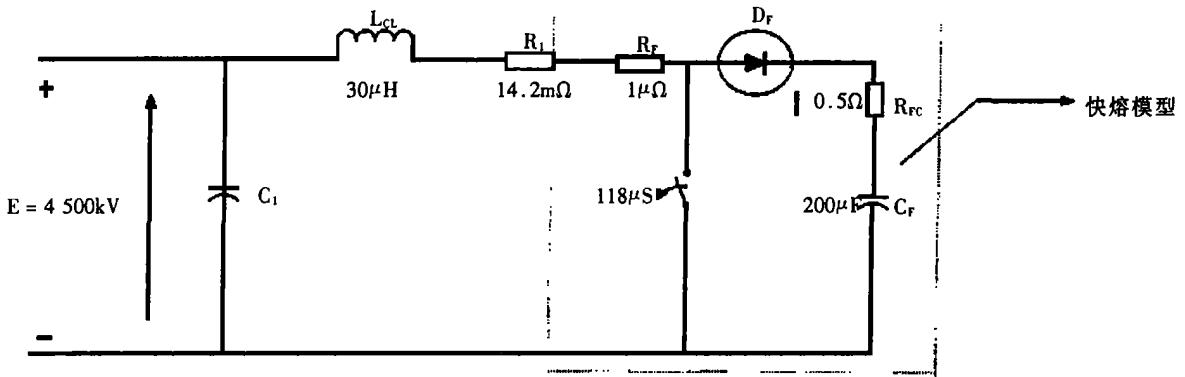 L_CL
R_1
R_F
D_F
+
30μH
14.2mΩ
1μΩ
0.5Ω
R_FC
快熔模型
E = 4 500kV
C_1
118μS
200μF
C_F
−